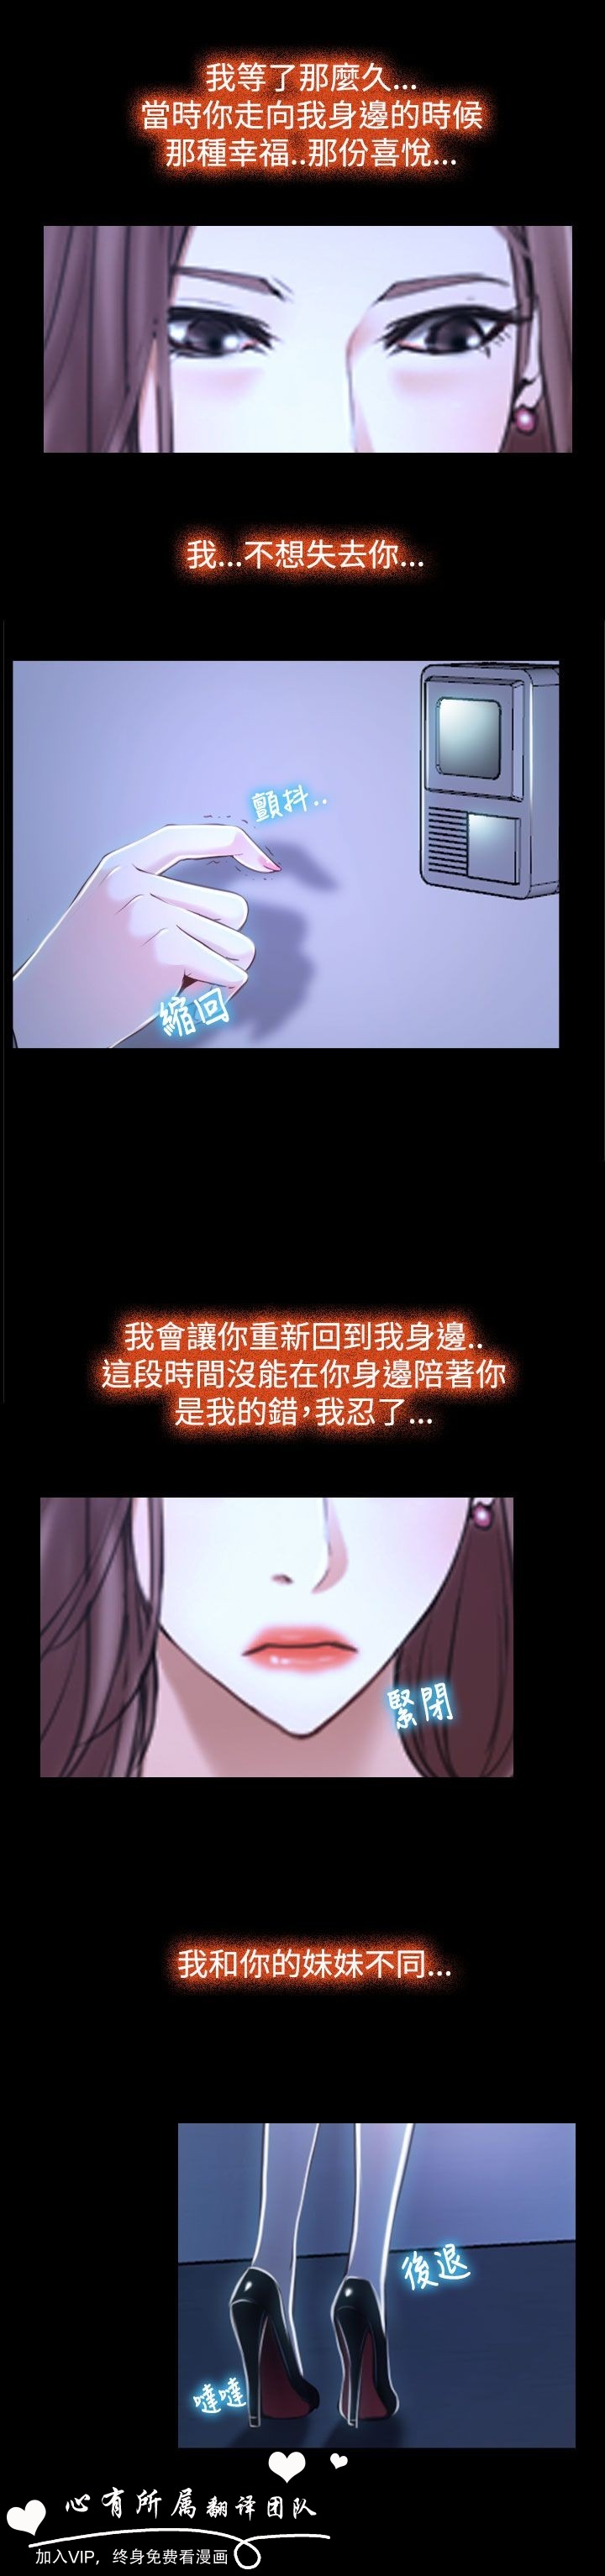 我等了那麼久...
當時你走向我身邊的時候
那種幸福..那份喜悅...
我...不想失去你...
顫抖..
縮回
我會讓你重新回到我身邊..
這段時間沒能在你身邊陪著你
是我的錯,我忍了...
緊閉
我和你的妹妹不同...
後退
噠噠
心有所属翻译团队
加入VIP，终身免费看漫画